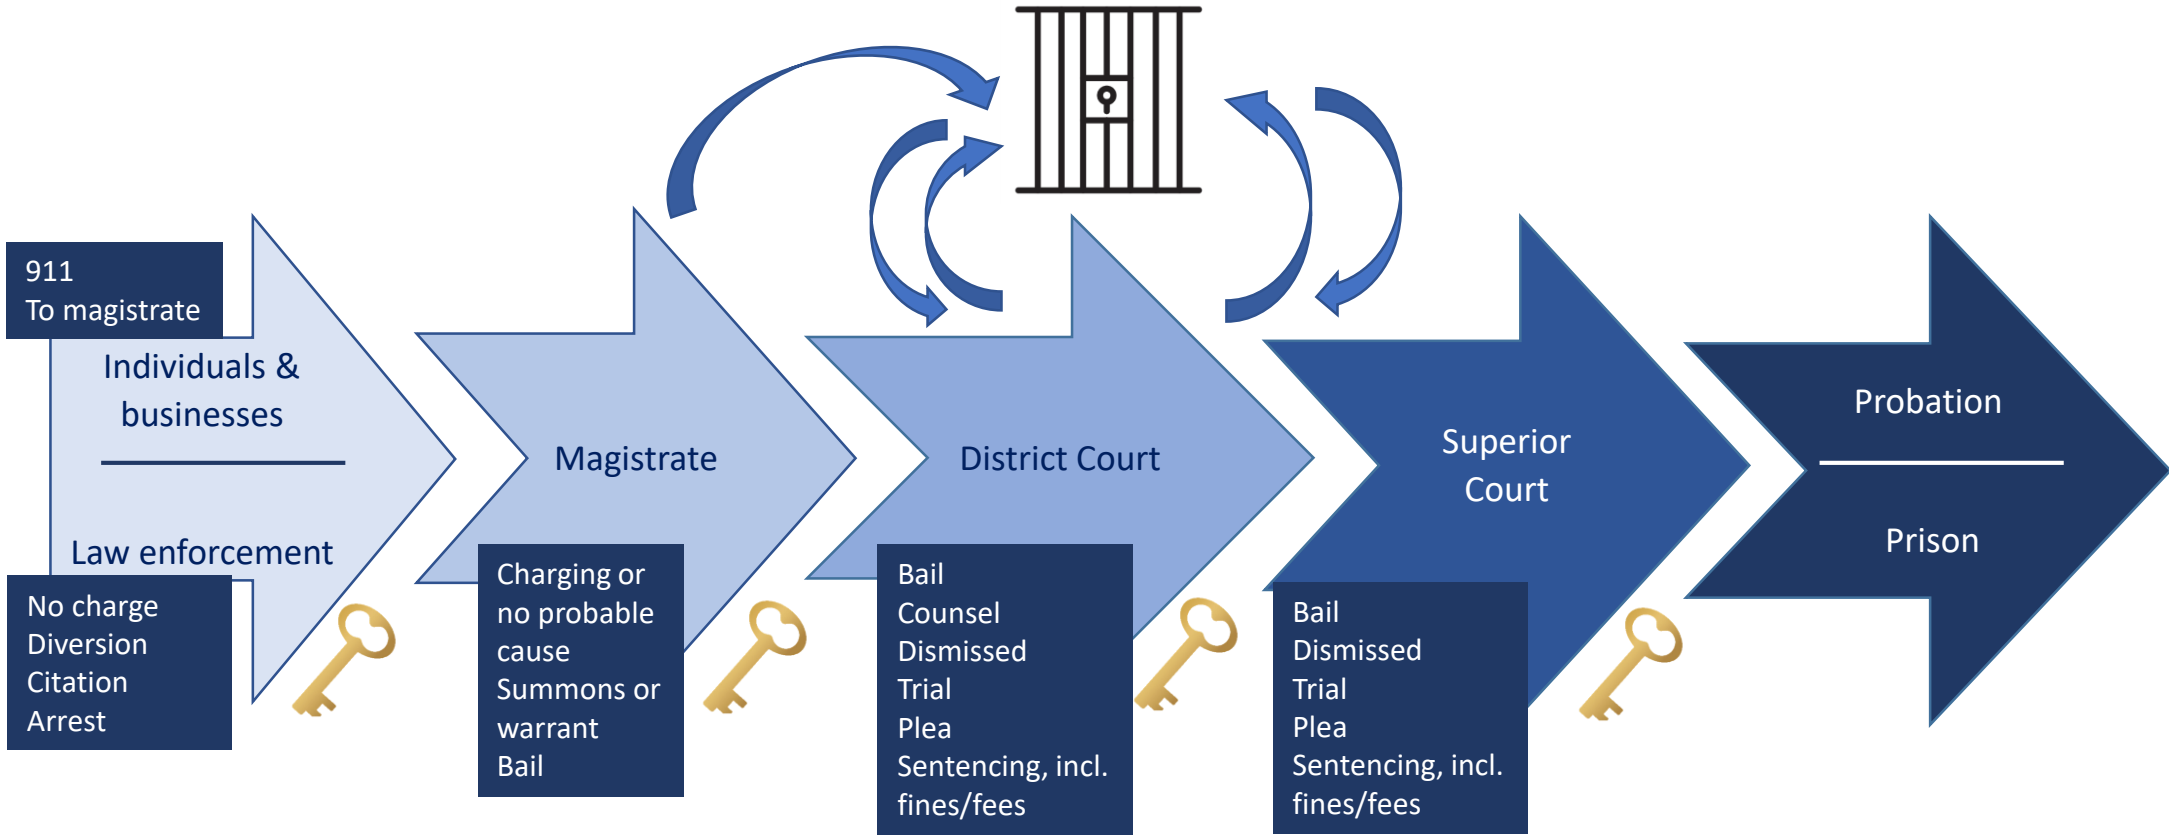 911
To magistrate
Individuals &
businesses
Law enforcement
No charge
Diversion
Citation
Arrest
Magistrate
Charging or
no probable
cause
Summons or
warrant
Bail
District Court
Bail
Counsel
Dismissed
Trial
Plea
Sentencing, incl.
fines/fees
Superior
Court
Bail
Dismissed
Trial
Plea
Sentencing, incl.
fines/fees
Probation
Prison